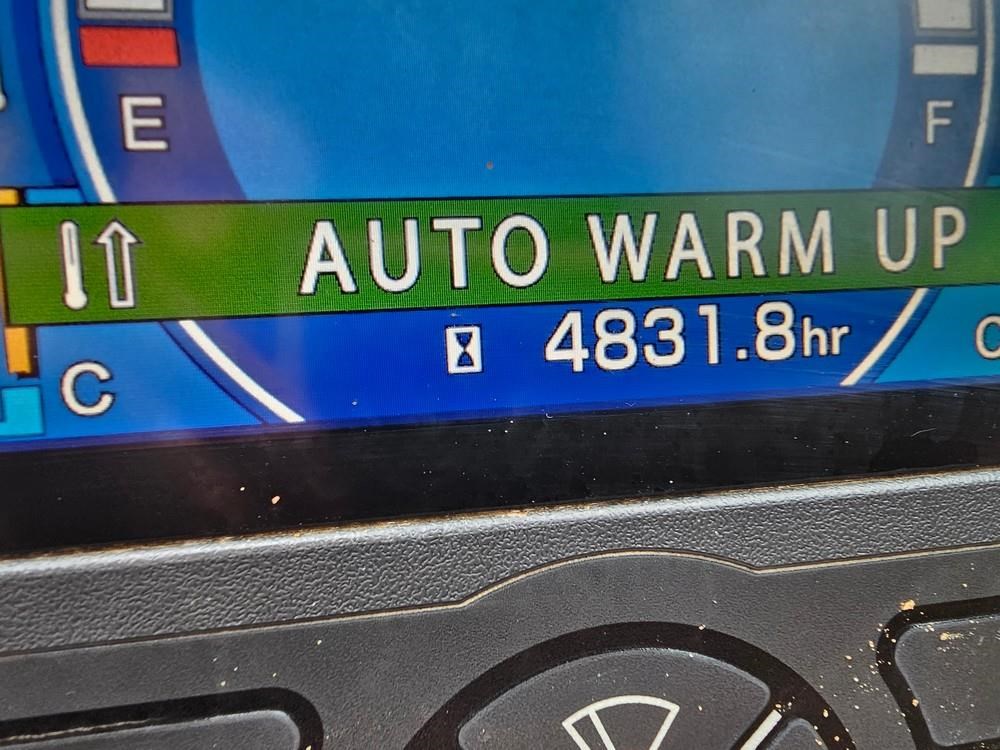 E F
AUTO WARM UP
4831.8hr
C C